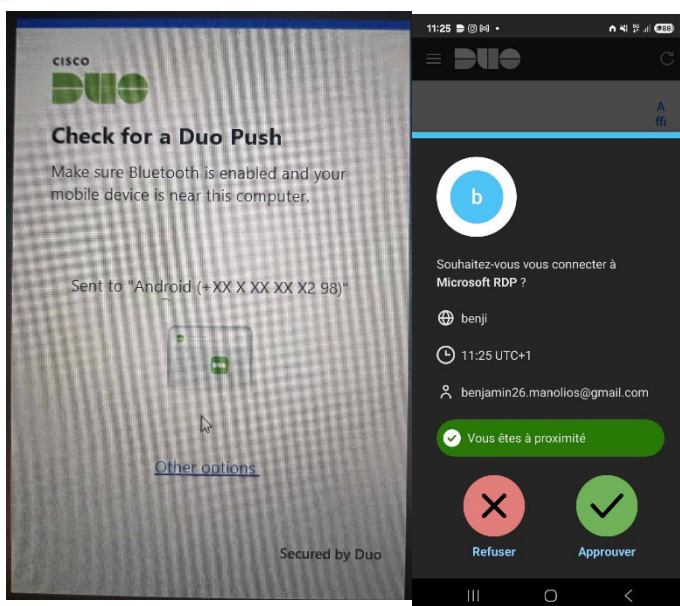 CISCO
DUO
Check for a Duo Push
Make sure Bluetooth is enabled and your
mobile device is near this computer.
Sent to "Android (+XX X XX XX X2 98)"
Other options
Secured by Duo
11:25
5G
88
DUO
A
ffi
b
Souhaitez-vous vous connecter à
Microsoft RDP ?
benji
11:25 UTC+1
benjamin26.manolios@gmail.com
Vous êtes à proximité
Refuser
Approuver